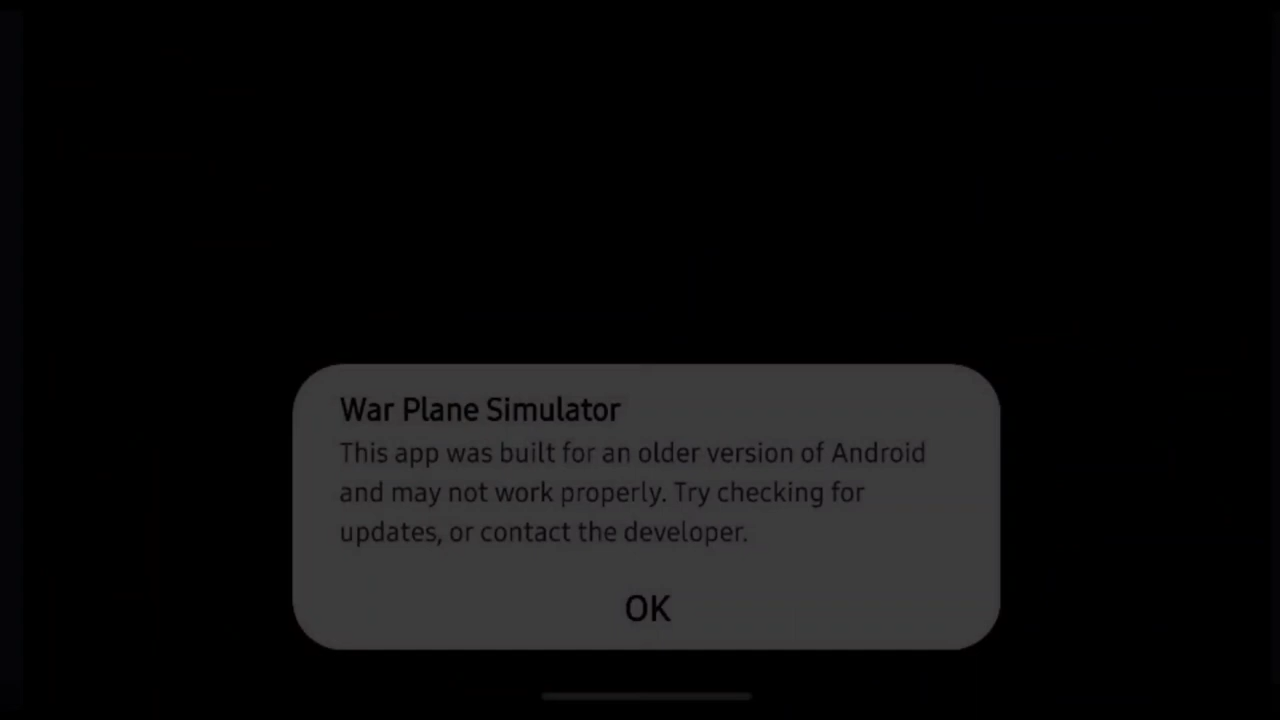 War Plane Simulator
This app was built for an older version of Android
and may not work properly. Try checking for
updates, or contact the developer.
OK